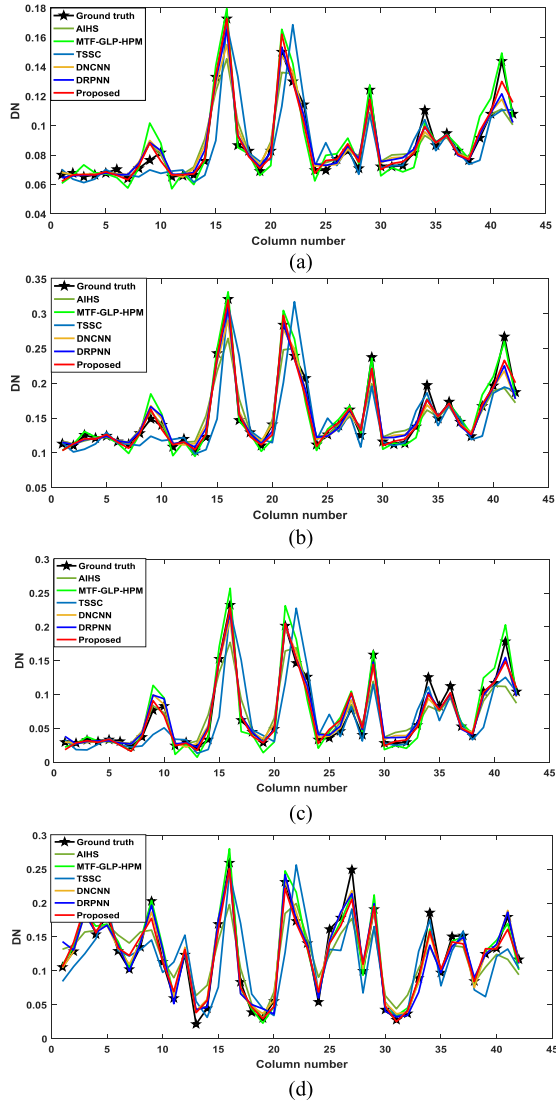 0.18
0.16
0.14
0.12
0.1
0.08
0.06
0.04
DN
Ground truth
AIHS
MTF-GLP-HPM
TSSC
DNCNN
DRPNN
Proposed
0 5 10 15 20 25 30 35 40 45
Column number
(a)
0.35
0.3
0.25
0.2
0.15
0.1
0.05
DN
Ground truth
AIHS
MTF-GLP-HPM
TSSC
DNCNN
DRPNN
Proposed
0 5 10 15 20 25 30 35 40 45
Column number
(b)
0.3
0.25
0.2
0.15
0.1
0.05
0
DN
Ground truth
AIHS
MTF-GLP-HPM
TSSC
DNCNN
DRPNN
Proposed
0 5 10 15 20 25 30 35 40 45
Column number
(c)
0.3
0.25
0.2
0.15
0.1
0.05
0
DN
Ground truth
AIHS
MTF-GLP-HPM
TSSC
DNCNN
DRPNN
Proposed
0 5 10 15 20 25 30 35 40 45
Column number
(d)